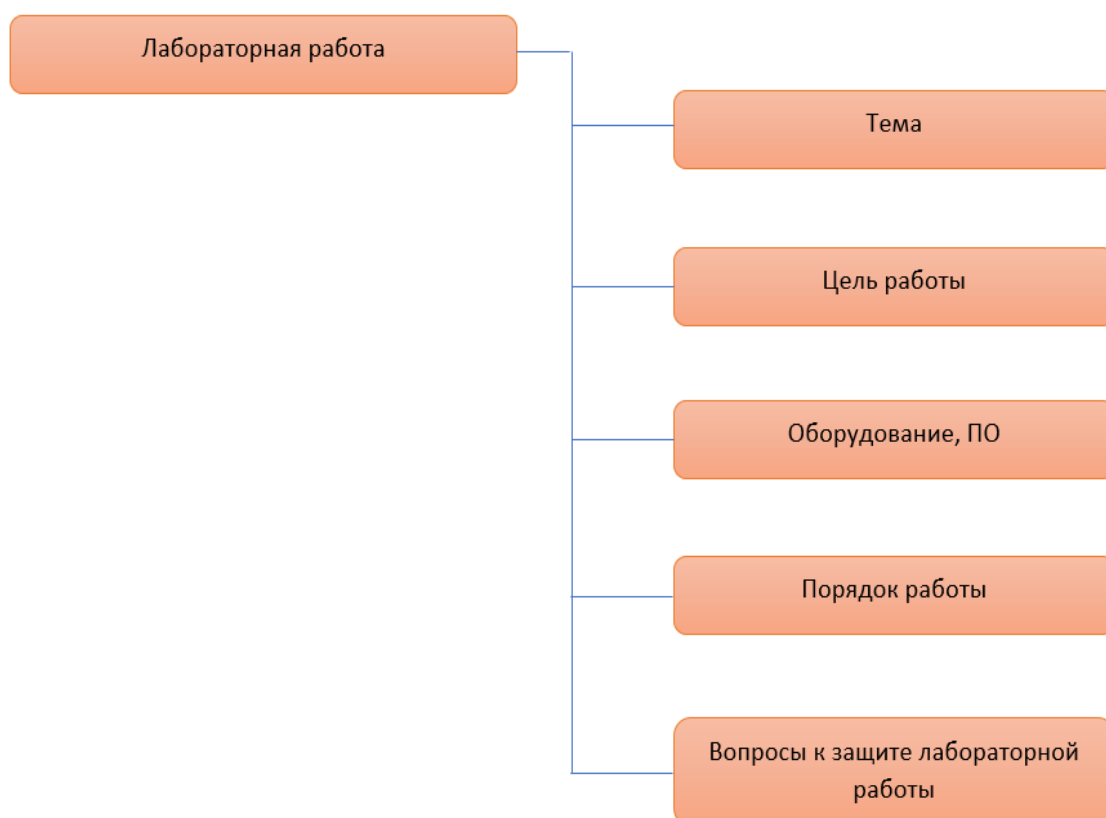 Лабораторная работа
Тема
Цель работы
Оборудование, ПО
Порядок работы
Вопросы к защите лабораторной
работы